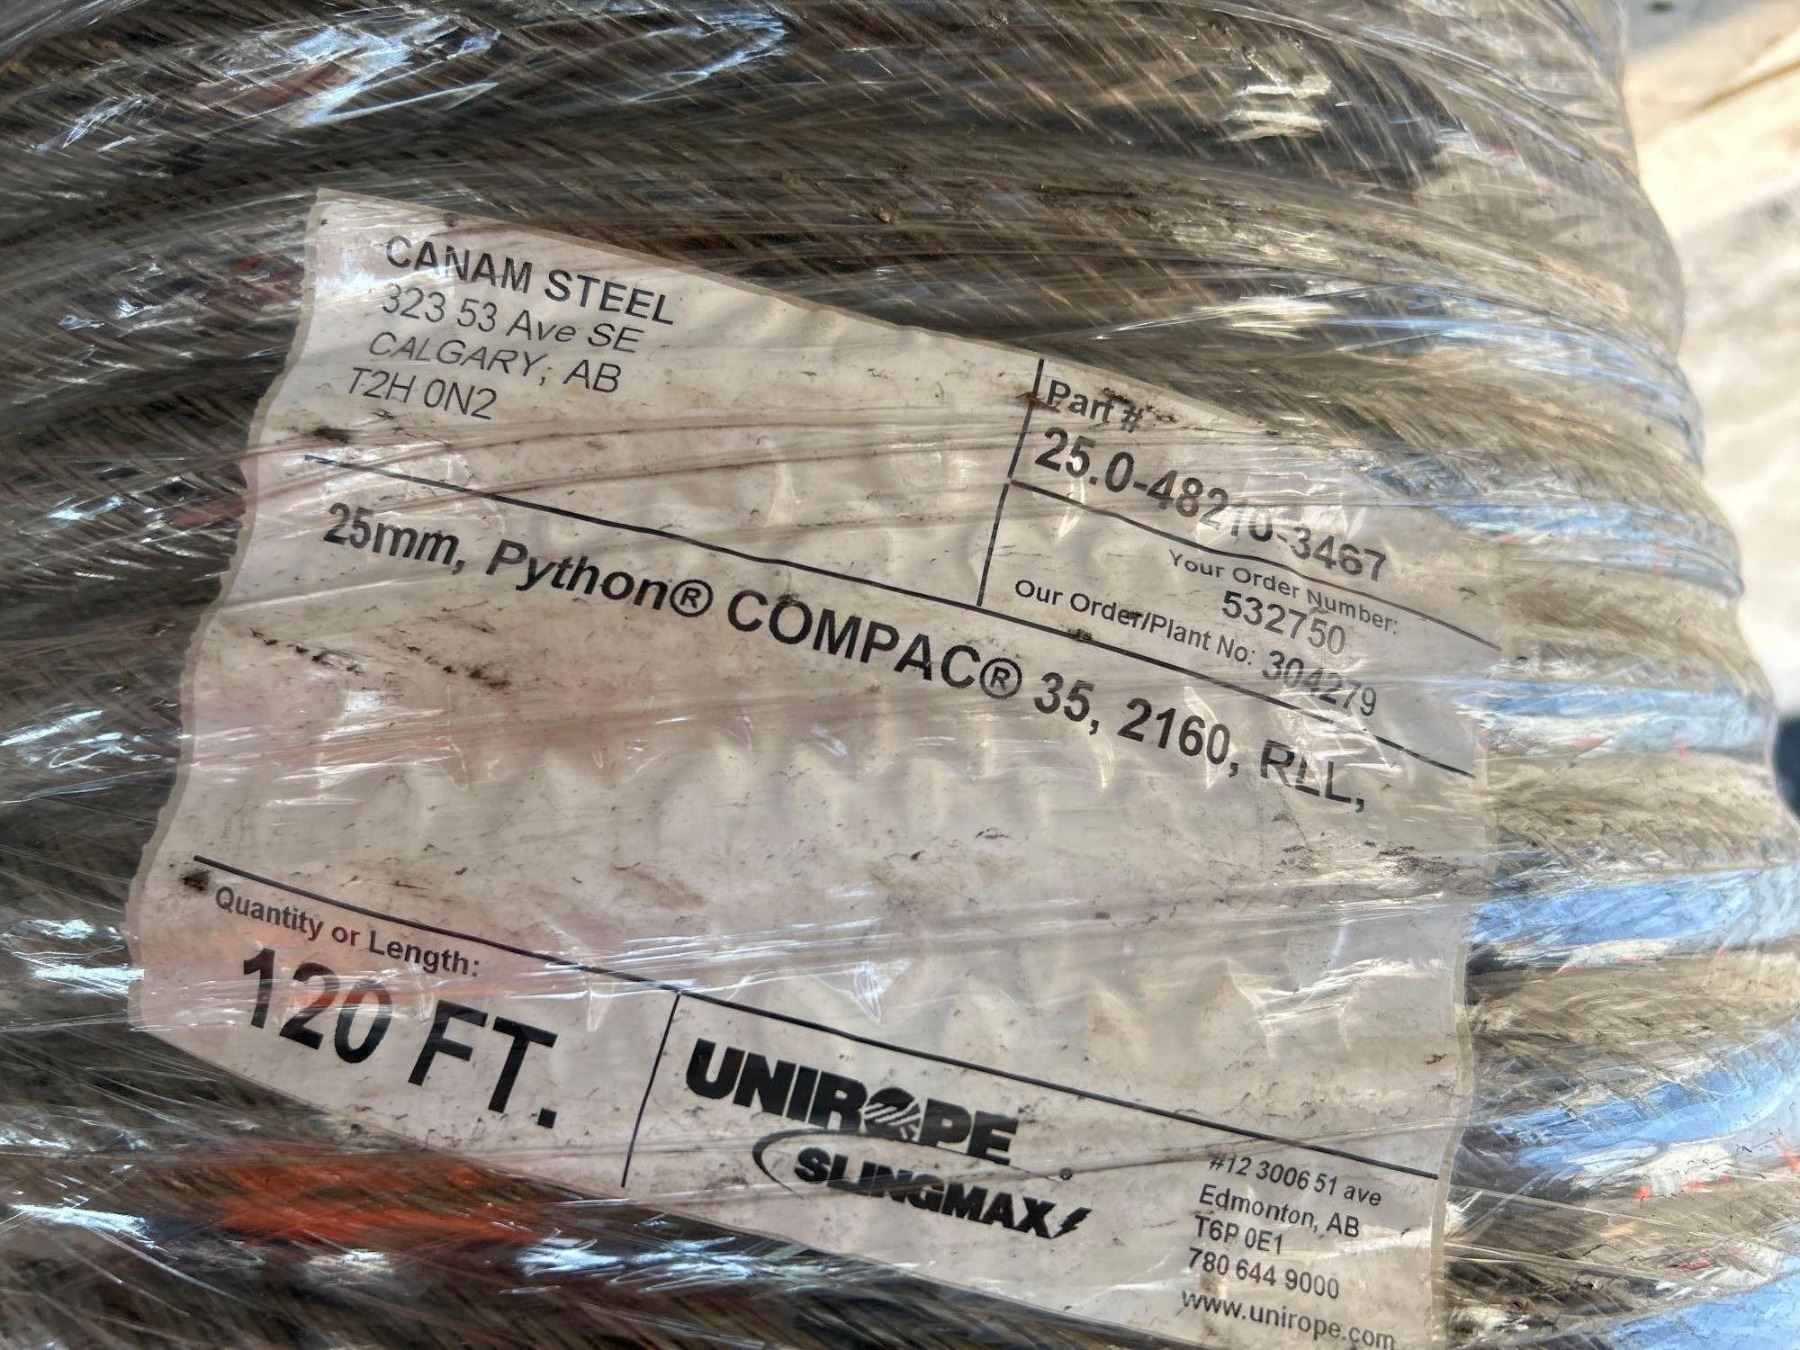 CANAM STEEL
323 53 Ave SE
CALGARY, AB
T2H 0N2
Part #
25.0-48210-3467
Your Order Number:
532750
Our Order/Plant No: 304279
25mm, Python® COMPAC® 35, 2160, RLL,
Quantity or Length:
120 FT.
UNIROPE
SLINGMAX
#12 3006 51 ave
Edmonton, AB
T6P 0E1
780 644 9000
www.unirope.com